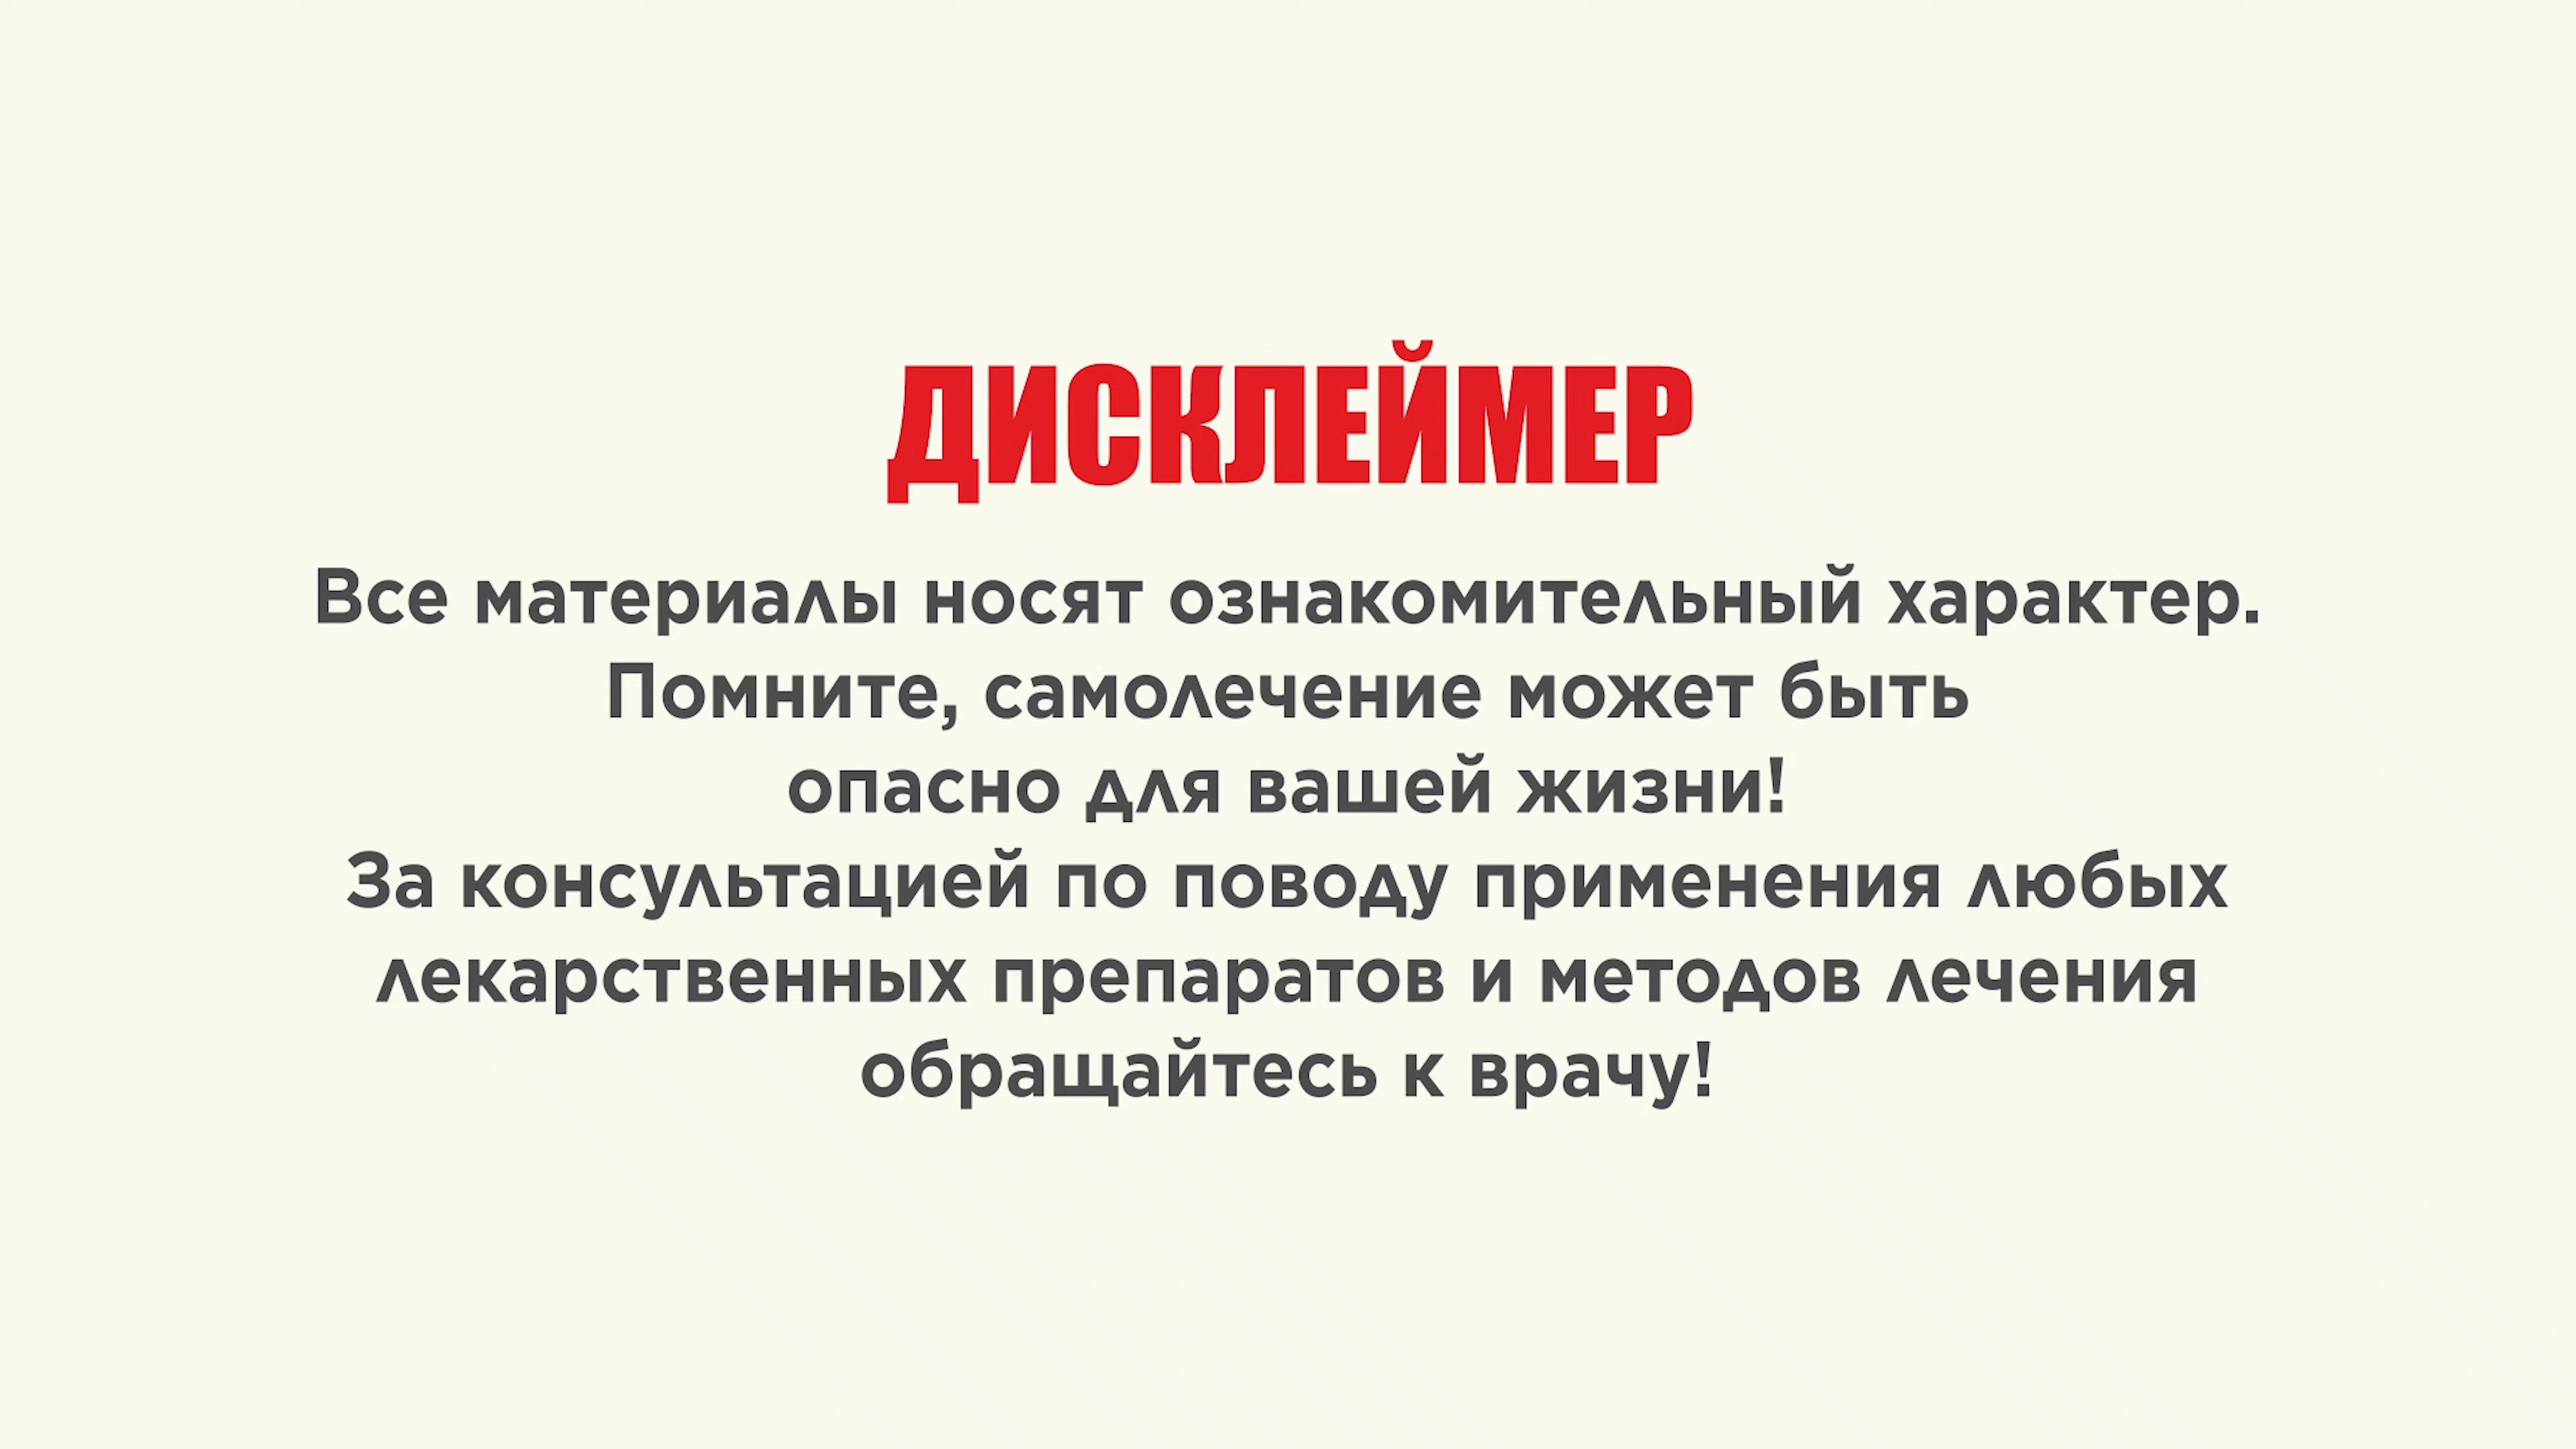 ДИСКЛЕЙМЕР
Все материалы носят ознакомительный характер.
Помните, самолечение может быть
опасно для вашей жизни!
За консультацией по поводу применения любых
лекарственных препаратов и методов лечения
обращайтесь к врачу!